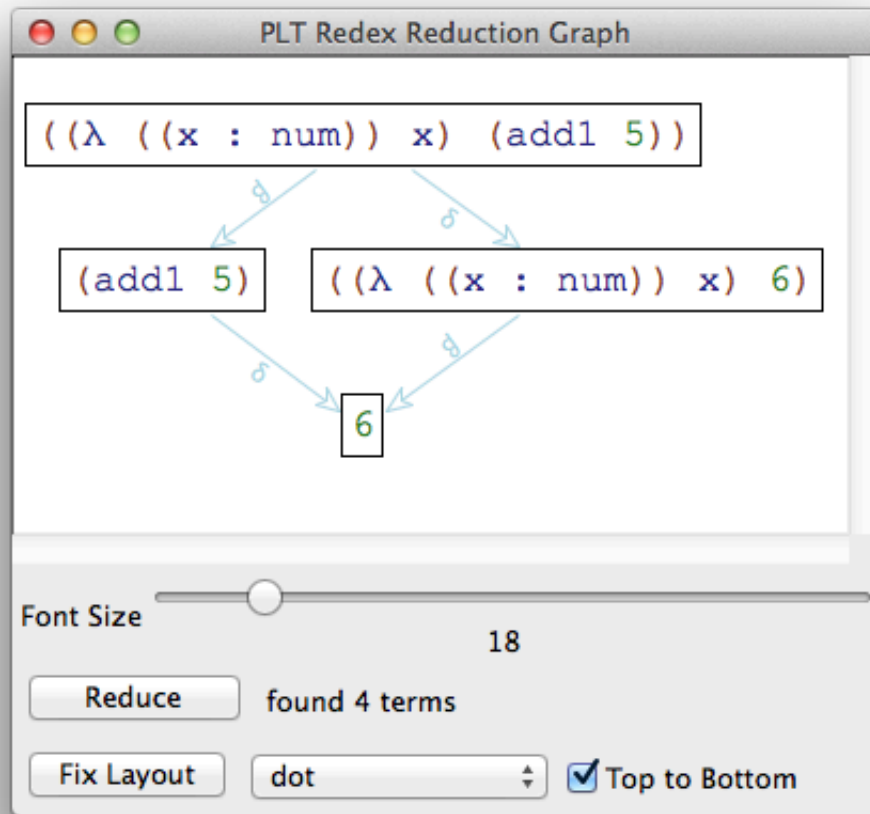 PLT Redex Reduction Graph
((λ ((x : num)) x) (add1 5))
β δ
(add1 5) ((λ ((x : num)) x) 6)
δ β
6
Font Size
18
Reduce found 4 terms
Fix Layout dot Top to Bottom